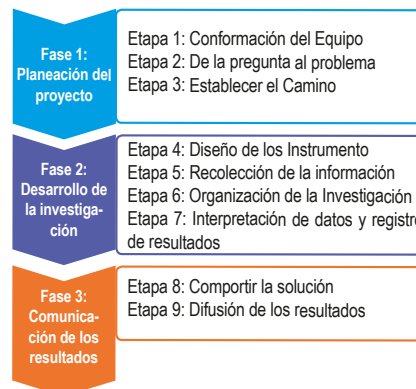 Fase 1:
Planeación del
proyecto
Etapa 1: Conformación del Equipo
Etapa 2: De la pregunta al problema
Etapa 3: Establecer el Camino
Fase 2:
Desarrollo de
la investiga-
ción
Etapa 4: Diseño de los Instrumento
Etapa 5: Recolección de la información
Etapa 6: Organización de la Investigación
Etapa 7: Interpretación de datos y registro
de resultados
Fase 3:
Comunica-
ción de los
resultados
Etapa 8: Comportir la solución
Etapa 9: Difusión de los resultados